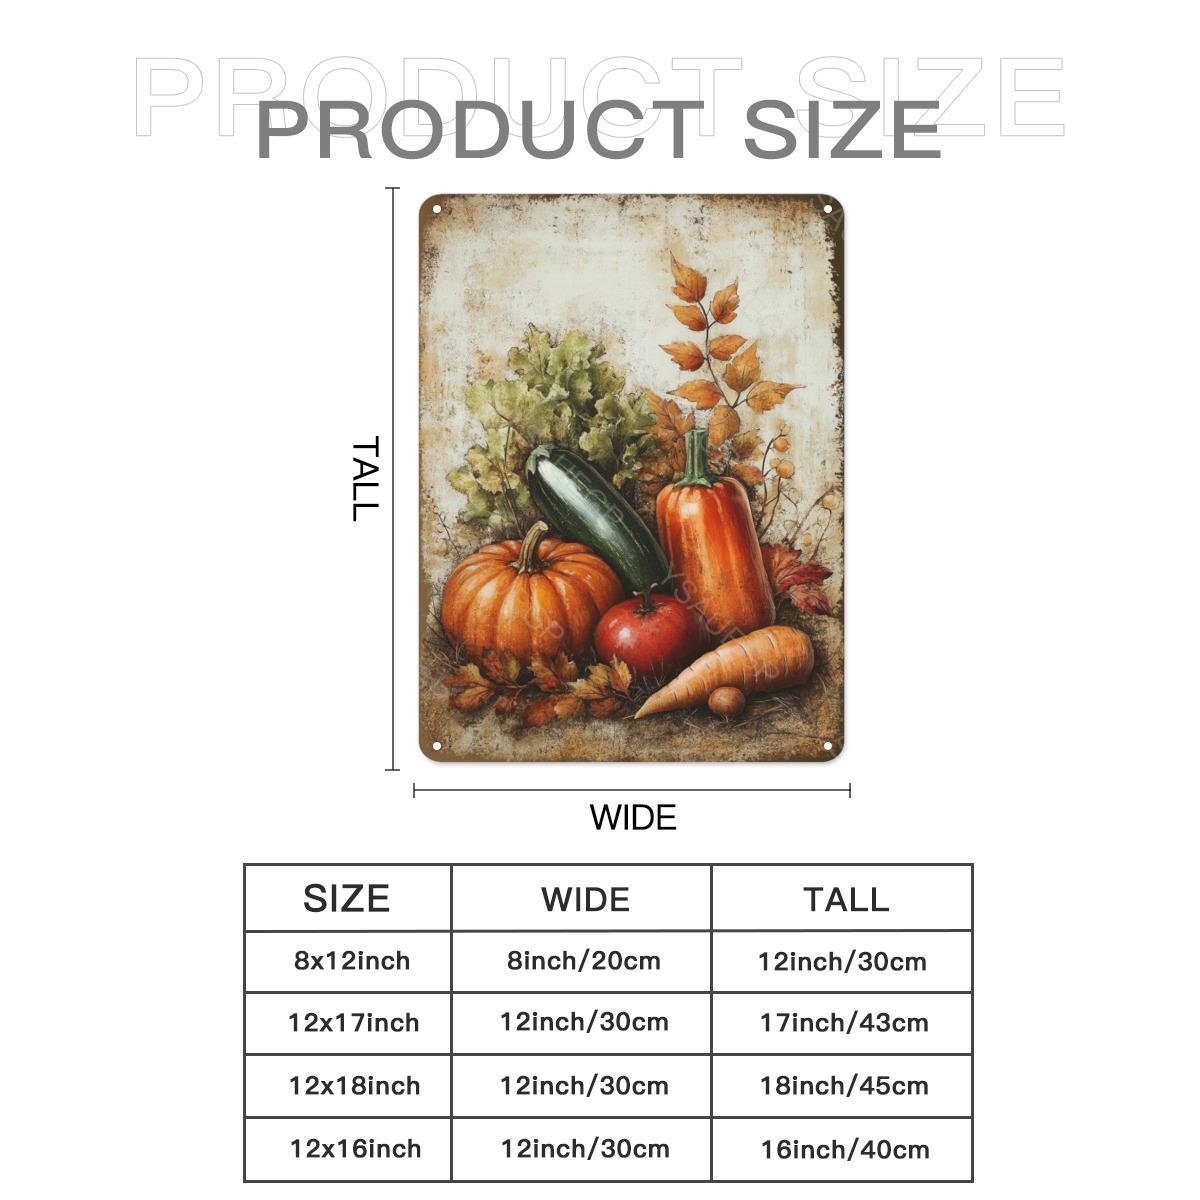 PRODUCT SIZE
PRODUCT SIZE
TALL
WIDE
SIZE WIDE TALL
8x12inch 8inch/20cm 12inch/30cm
12x17inch 12inch/30cm 17inch/43cm
12x18inch 12inch/30cm 18inch/45cm
12x16inch 12inch/30cm 16inch/40cm